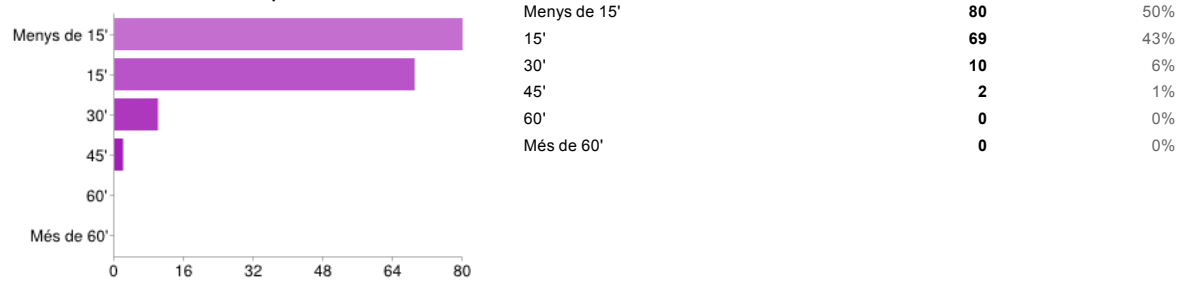 Menys de 15'
15'
30'
45'
60'
Més de 60'
0 16 32 48 64 80
Menys de 15' 80 50%
15' 69 43%
30' 10 6%
45' 2 1%
60' 0 0%
Més de 60' 0 0%